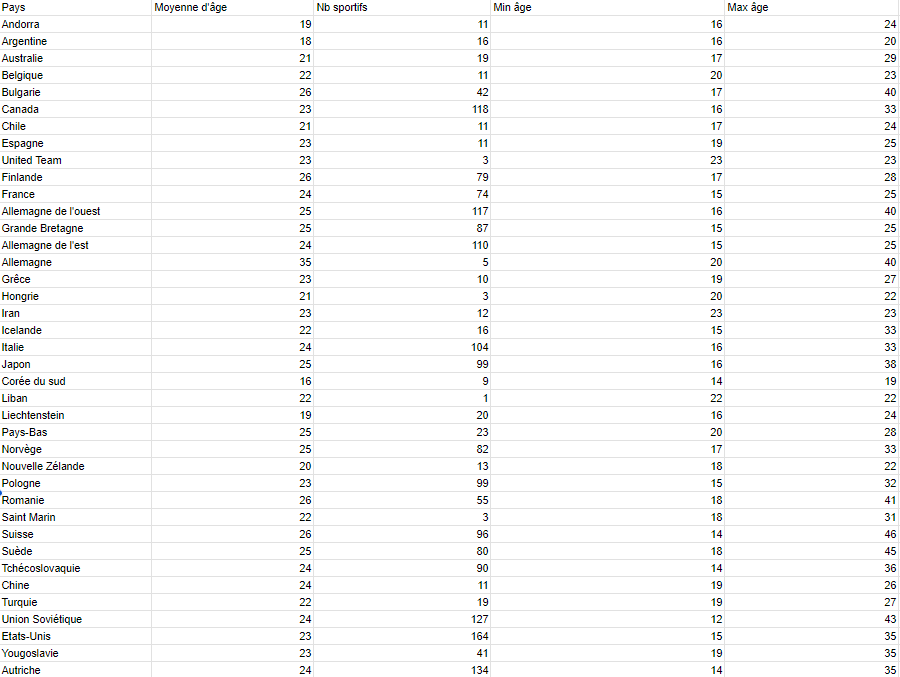 Pays Moyenne d'âge Nb sportifs Min âge Max âge
Andorra 19 11 16 24
Argentine 18 16 16 20
Australie 21 19 17 29
Belgique 22 11 20 23
Bulgarie 26 42 17 40
Canada 23 118 16 33
Chile 21 11 17 24
Espagne 23 11 19 25
United Team 23 3 23 23
Finlande 26 79 17 28
France 24 74 15 25
Allemagne de l'ouest 25 117 16 40
Grande Bretagne 25 87 15 25
Allemagne de l'est 24 110 15 25
Allemagne 35 5 20 40
Grêce 23 10 19 27
Hongrie 21 3 20 22
Iran 23 12 23 23
Icelande 22 16 15 33
Italie 24 104 16 33
Japon 25 99 16 38
Corée du sud 16 9 14 19
Liban 22 1 22 22
Liechtenstein 19 20 16 24
Pays-Bas 25 23 20 28
Norvège 25 82 17 33
Nouvelle Zélande 20 13 18 22
Pologne 23 99 15 32
Romanie 26 55 18 41
Saint Marin 22 3 18 31
Suisse 26 96 14 46
Suède 25 80 18 45
Tchécoslovaquie 24 90 14 36
Chine 24 11 19 26
Turquie 22 19 19 27
Union Soviétique 24 127 12 43
Etats-Unis 23 164 15 35
Yougoslavie 23 41 19 35
Autriche 24 134 14 35